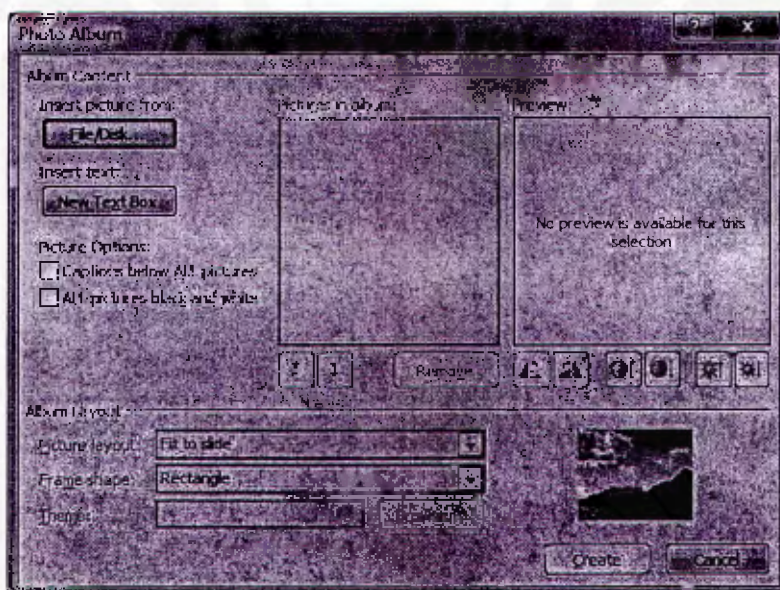 Photo Album
Album Content
Insert picture from:
File/Disk...
Insert text:
New Text Box
Picture Options:
Captions below ALL pictures
ALL pictures black and white
Pictures in album:
Preview:
No preview is available for this
selection
Remove
Album Layout
Picture layout:
Fit to slide
Frame shape:
Rectangle
Theme:
Create
Cancel